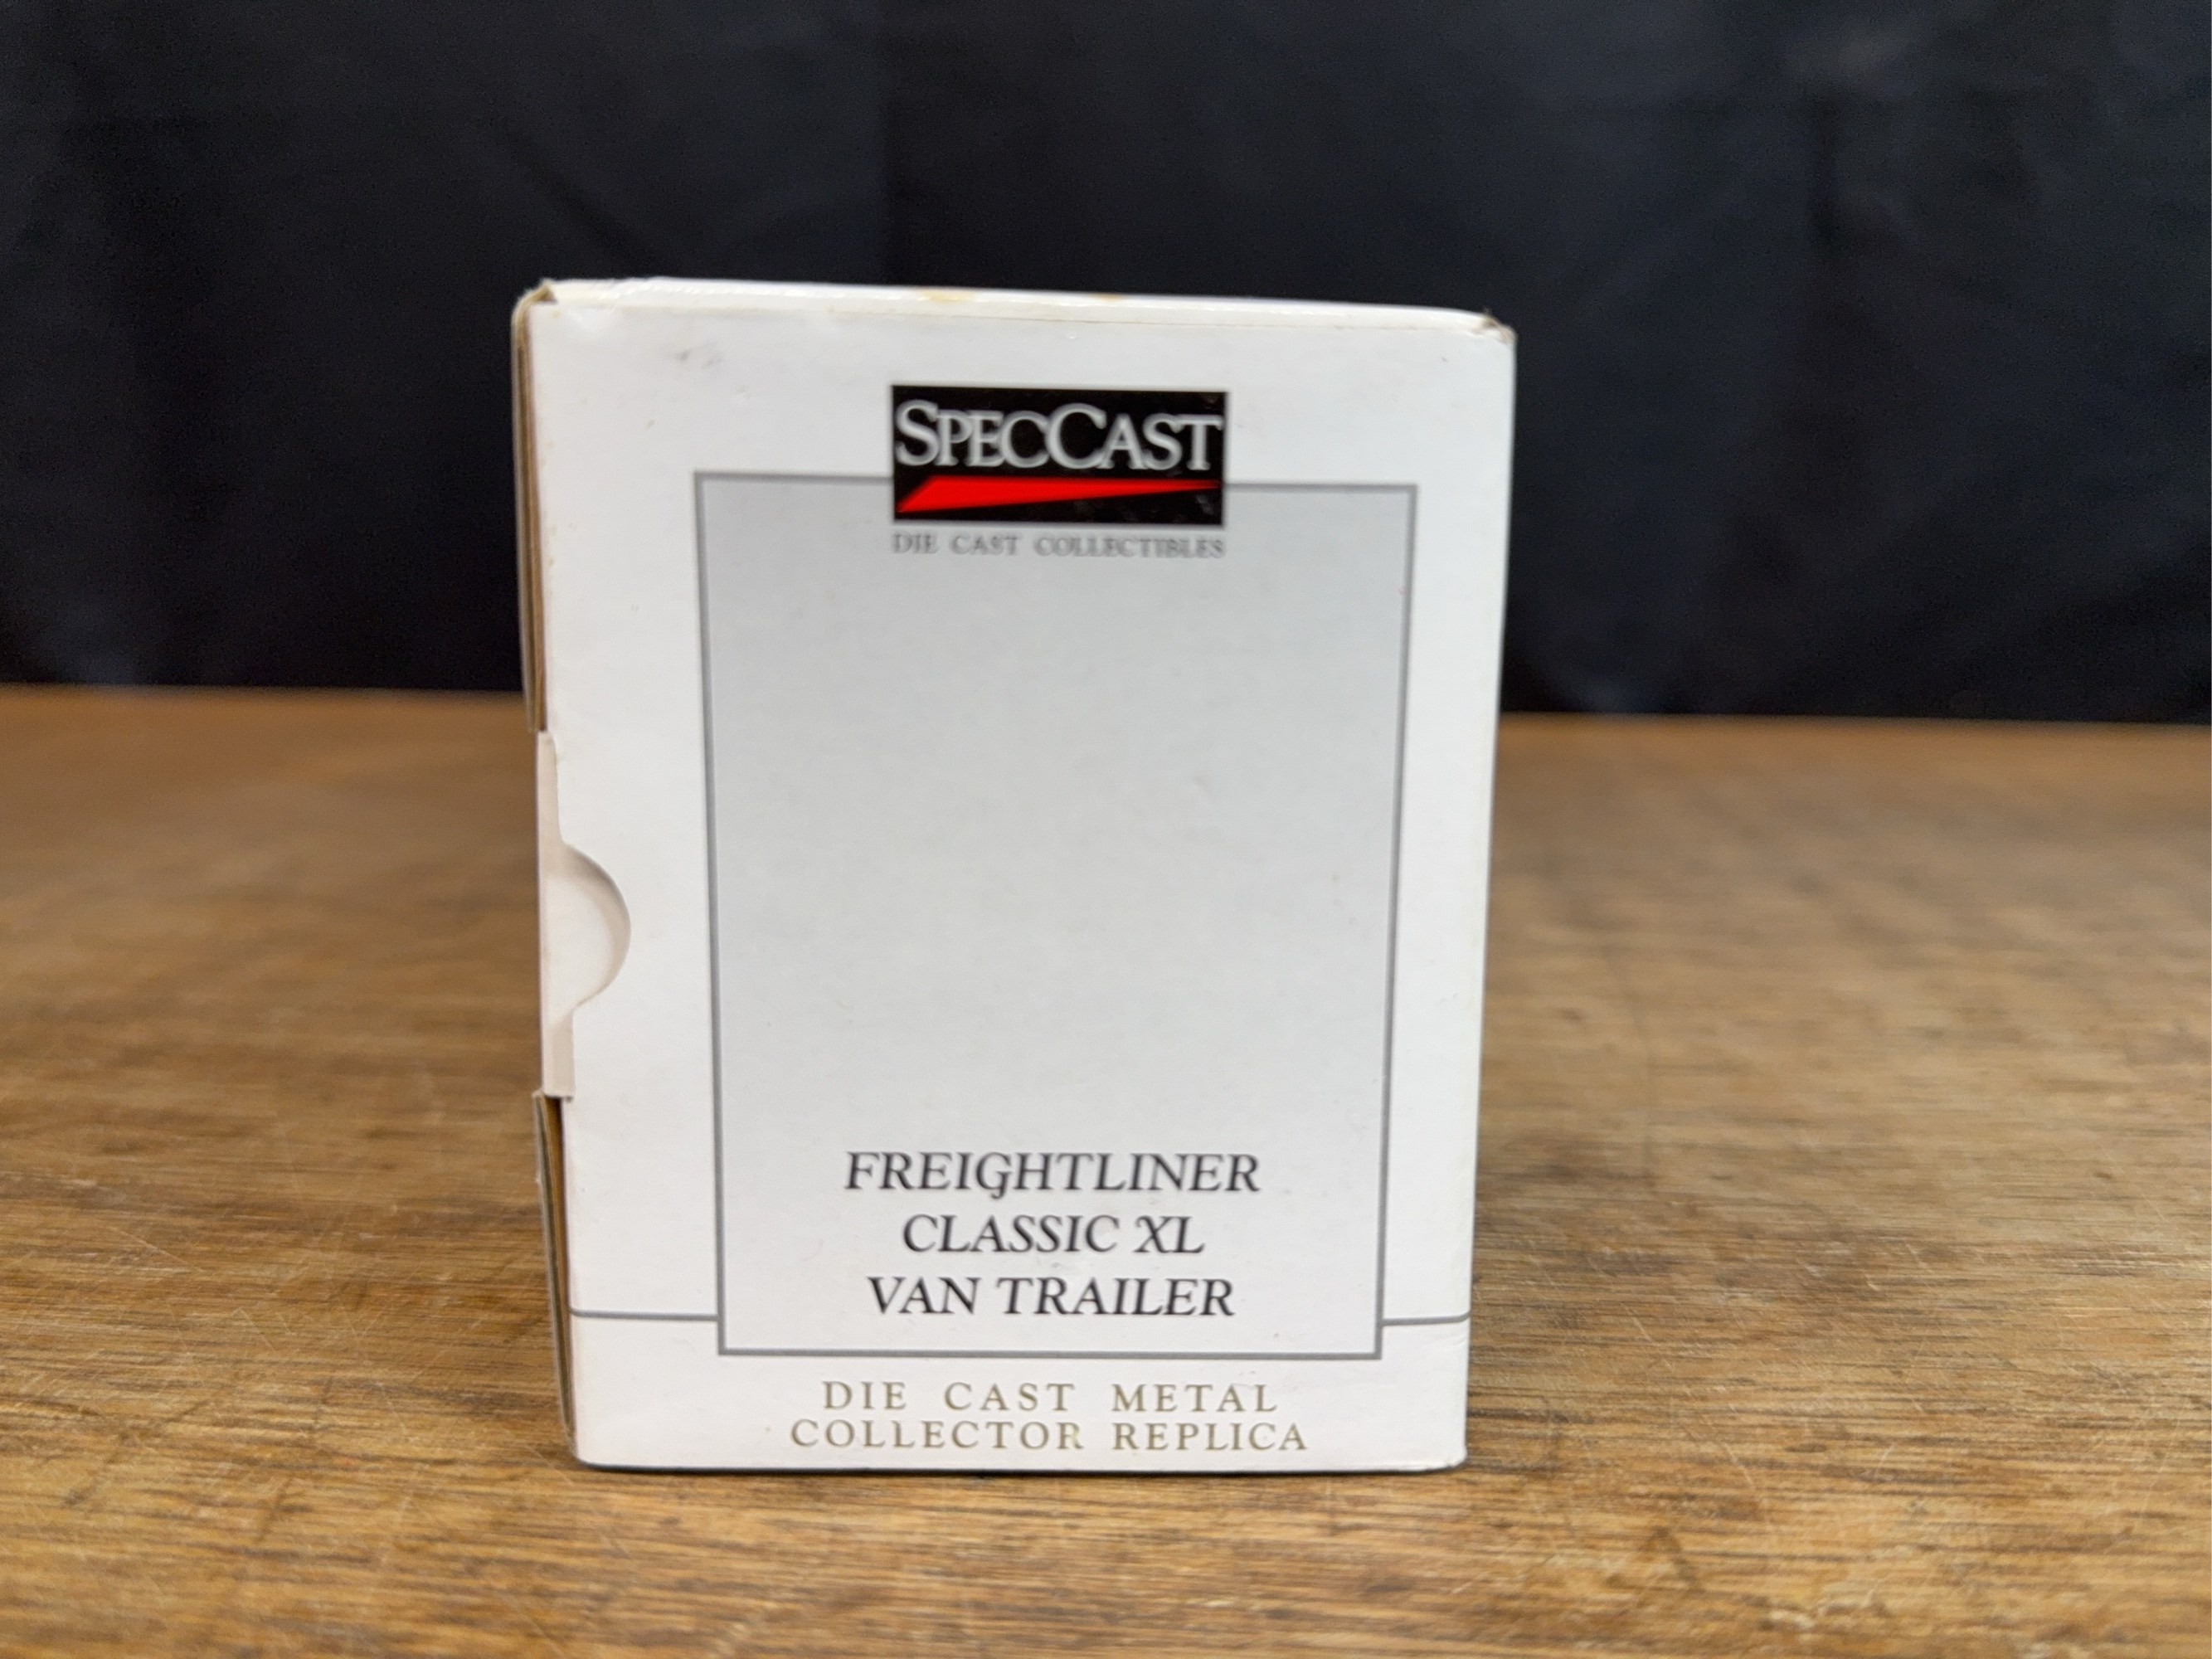 SPECCAST
DIE CAST COLLECTIBLES
FREIGHTLINER
CLASSIC XL
VAN TRAILER
DIE CAST METAL
COLLECTOR REPLICA